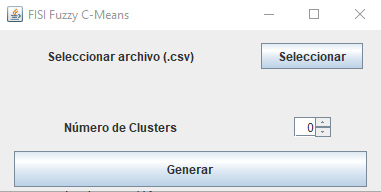 FISI Fuzzy C-Means
Seleccionar archivo (.csv)
Seleccionar
Número de Clusters
0
Generar